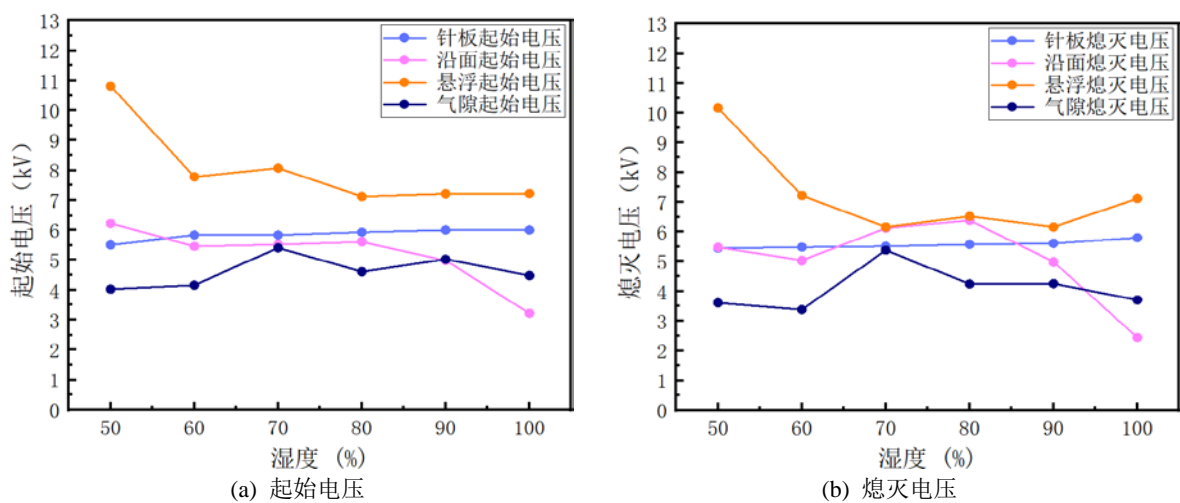 13
12
11
10
9
8
7
6
5
4
3
2
1
0
起始电压（kV）
针板起始电压
沿面起始电压
悬浮起始电压
气隙起始电压
50 60 70 80 90 100
湿度 (%)
(a) 起始电压
13
12
11
10
9
8
7
6
5
4
3
2
1
0
熄灭电压（kV）
针板熄灭电压
沿面熄灭电压
悬浮熄灭电压
气隙熄灭电压
50 60 70 80 90 100
湿度 (%)
(b) 熄灭电压